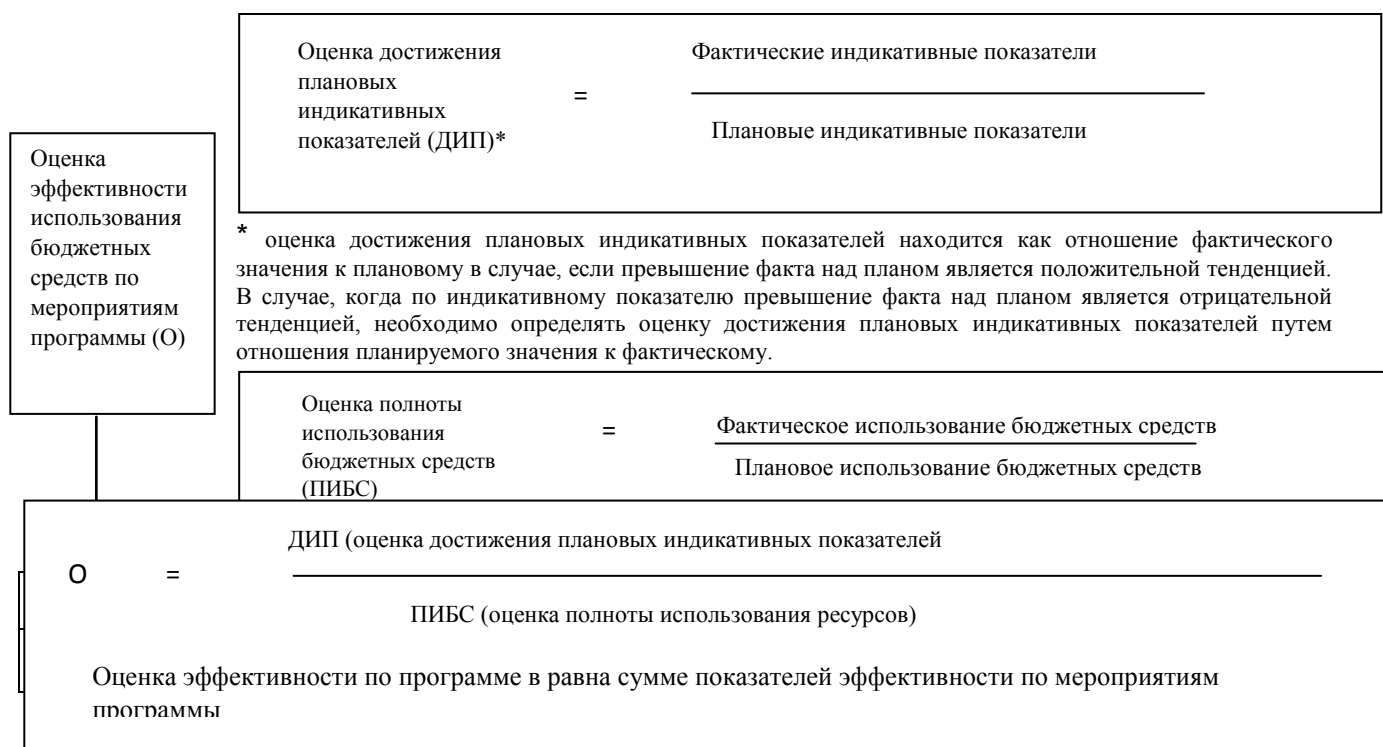 Оценка достижения
плановых
индикативных
показателей (ДИП)*
=
Фактические индикативные показатели
Плановые индикативные показатели
Оценка
эффективности
использования
бюджетных
средств по
мероприятиям
программы (О)
* оценка достижения плановых индикативных показателей находится как отношение фактического
значения к плановому в случае, если превышение факта над планом является положительной тенденцией.
В случае, когда по индикативному показателю превышение факта над планом является отрицательной
тенденцией, необходимо определять оценку достижения плановых индикативных показателей путем
отношения планируемого значения к фактическому.
Оценка полноты
использования
бюджетных средств
(ПИБС)
=
Фактическое использование бюджетных средств
Плановое использование бюджетных средств
О =
ДИП (оценка достижения плановых индикативных показателей
ПИБС (оценка полноты использования ресурсов)
Оценка эффективности по программе в равна сумме показателей эффективности по мероприятиям
программы